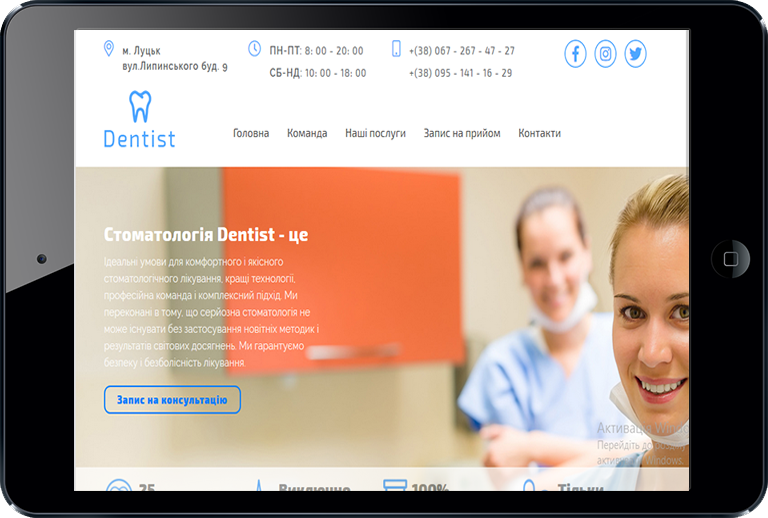 м. Луцьк
вул.Липинського буд. 9
ПН-ПТ: 8: 00 - 20: 00
СБ-НД: 10: 00 - 18: 00
+(38) 067 - 267 - 47 - 27
+(38) 095 - 141 - 16 - 29
Dentist
Головна Команда Наші послуги Запис на прийом Контакти
Стоматологія Dentist - це
Ідеальні умови для комфортного і якісного
стоматологічного лікування, кращі технології,
професійна команда і комплексний підхід. Ми
переконані в тому, що серйозна стоматологія не
може існувати без застосування новітніх методик і
результатів світових досягнень. Ми гарантуємо
безпеку і безболісність лікування.
Запис на консультацію
Активація
Перейдіть до
Windows.
25 Виключно 100% Тільки